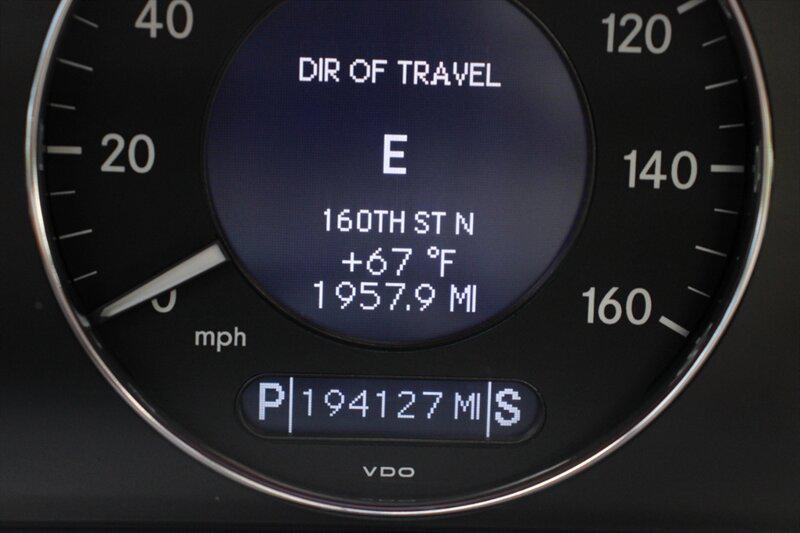 40
120
DIR OF TRAVEL
20
E
140
160TH ST N
+67 °F
0
1957.9 MI
160
mph
P 194127 MI S
VDO